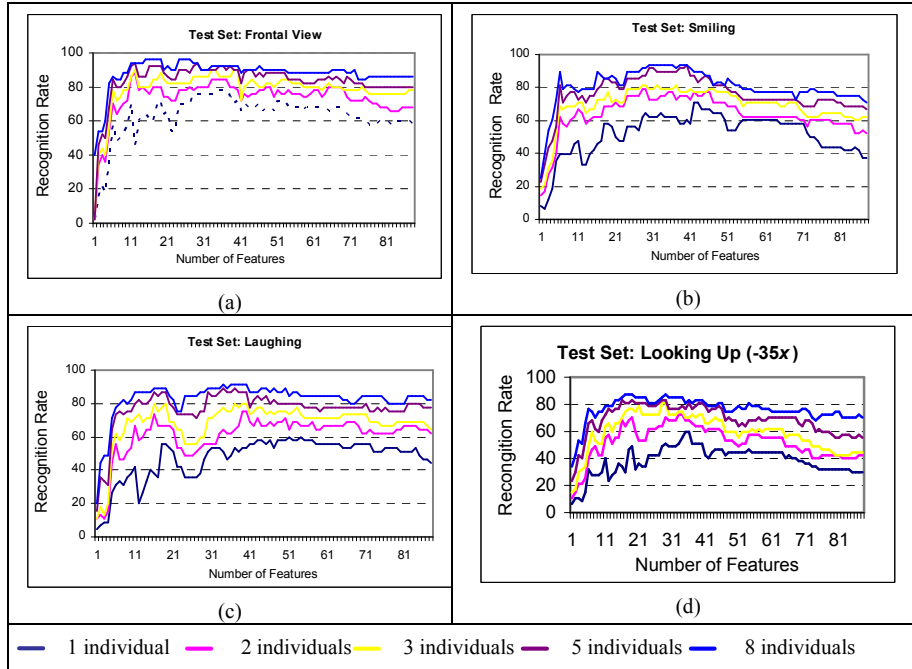 Test Set: Frontal View
100
80
60
40
20
0
Recognition Rate
1 11 21 31 41 51 61 71 81
Number of Features
(a)
Test Set: Smiling
100
80
60
40
20
0
Recognition Rate
1 11 21 31 41 51 61 71 81
Number of Features
(b)
Test Set: Laughing
100
80
60
40
20
0
Recognition Rate
1 11 21 31 41 51 61 71 81
Number of Features
(c)
Test Set: Looking Up (-35x)
100
80
60
40
20
0
Recongition Rate
1 11 21 31 41 51 61 71 81
Number of Features
(d)
1 individual 2 individuals 3 individuals 5 individuals 8 individuals